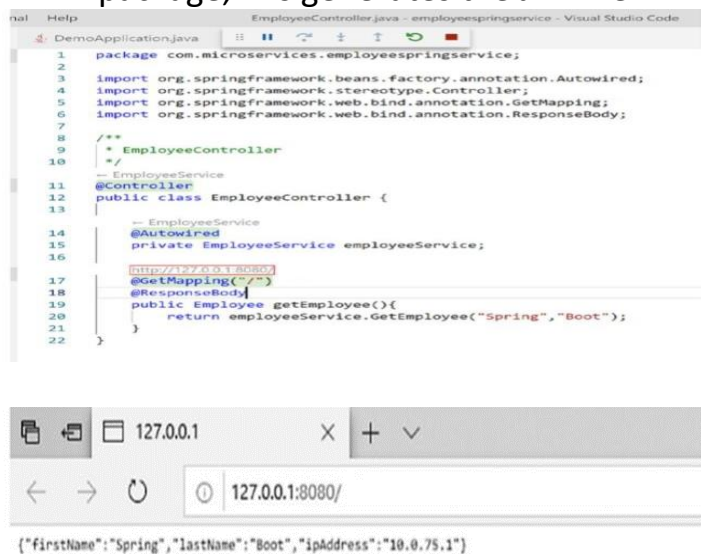 nal Help EmployeeController.java - employeespringservice - Visual Studio Code
DemoApplication.java
1 package com.microservices.employeespringservice;
2
3 import org.springframework.beans.factory.annotation.Autowired;
4 import org.springframework.stereotype.Controller;
5 import org.springframework.web.bind.annotation.GetMapping;
6 import org.springframework.web.bind.annotation.ResponseBody;
7
8 /**
9 * EmployeeController
10 */
← EmployeeService
11 @Controller
12 public class EmployeeController {
13
← EmployeeService
14 @Autowired
15 private EmployeeService employeeService;
16
http://127.0.0.1:8080/
17 @GetMapping("/")
18 @ResponseBody
19 public Employee getEmployee(){
20 return employeeService.GetEmployee("Spring","Boot");
21 }
22 }
127.0.0.1
127.0.0.1:8080/
{"firstName":"Spring","lastName":"Boot","ipAddress":"10.0.75.1"}